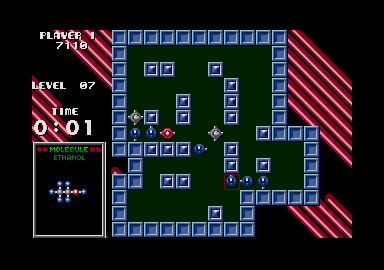 PLAYER 1
7110
LEVEL 07
TIME
0:01
MOLECULE
ETHANOL